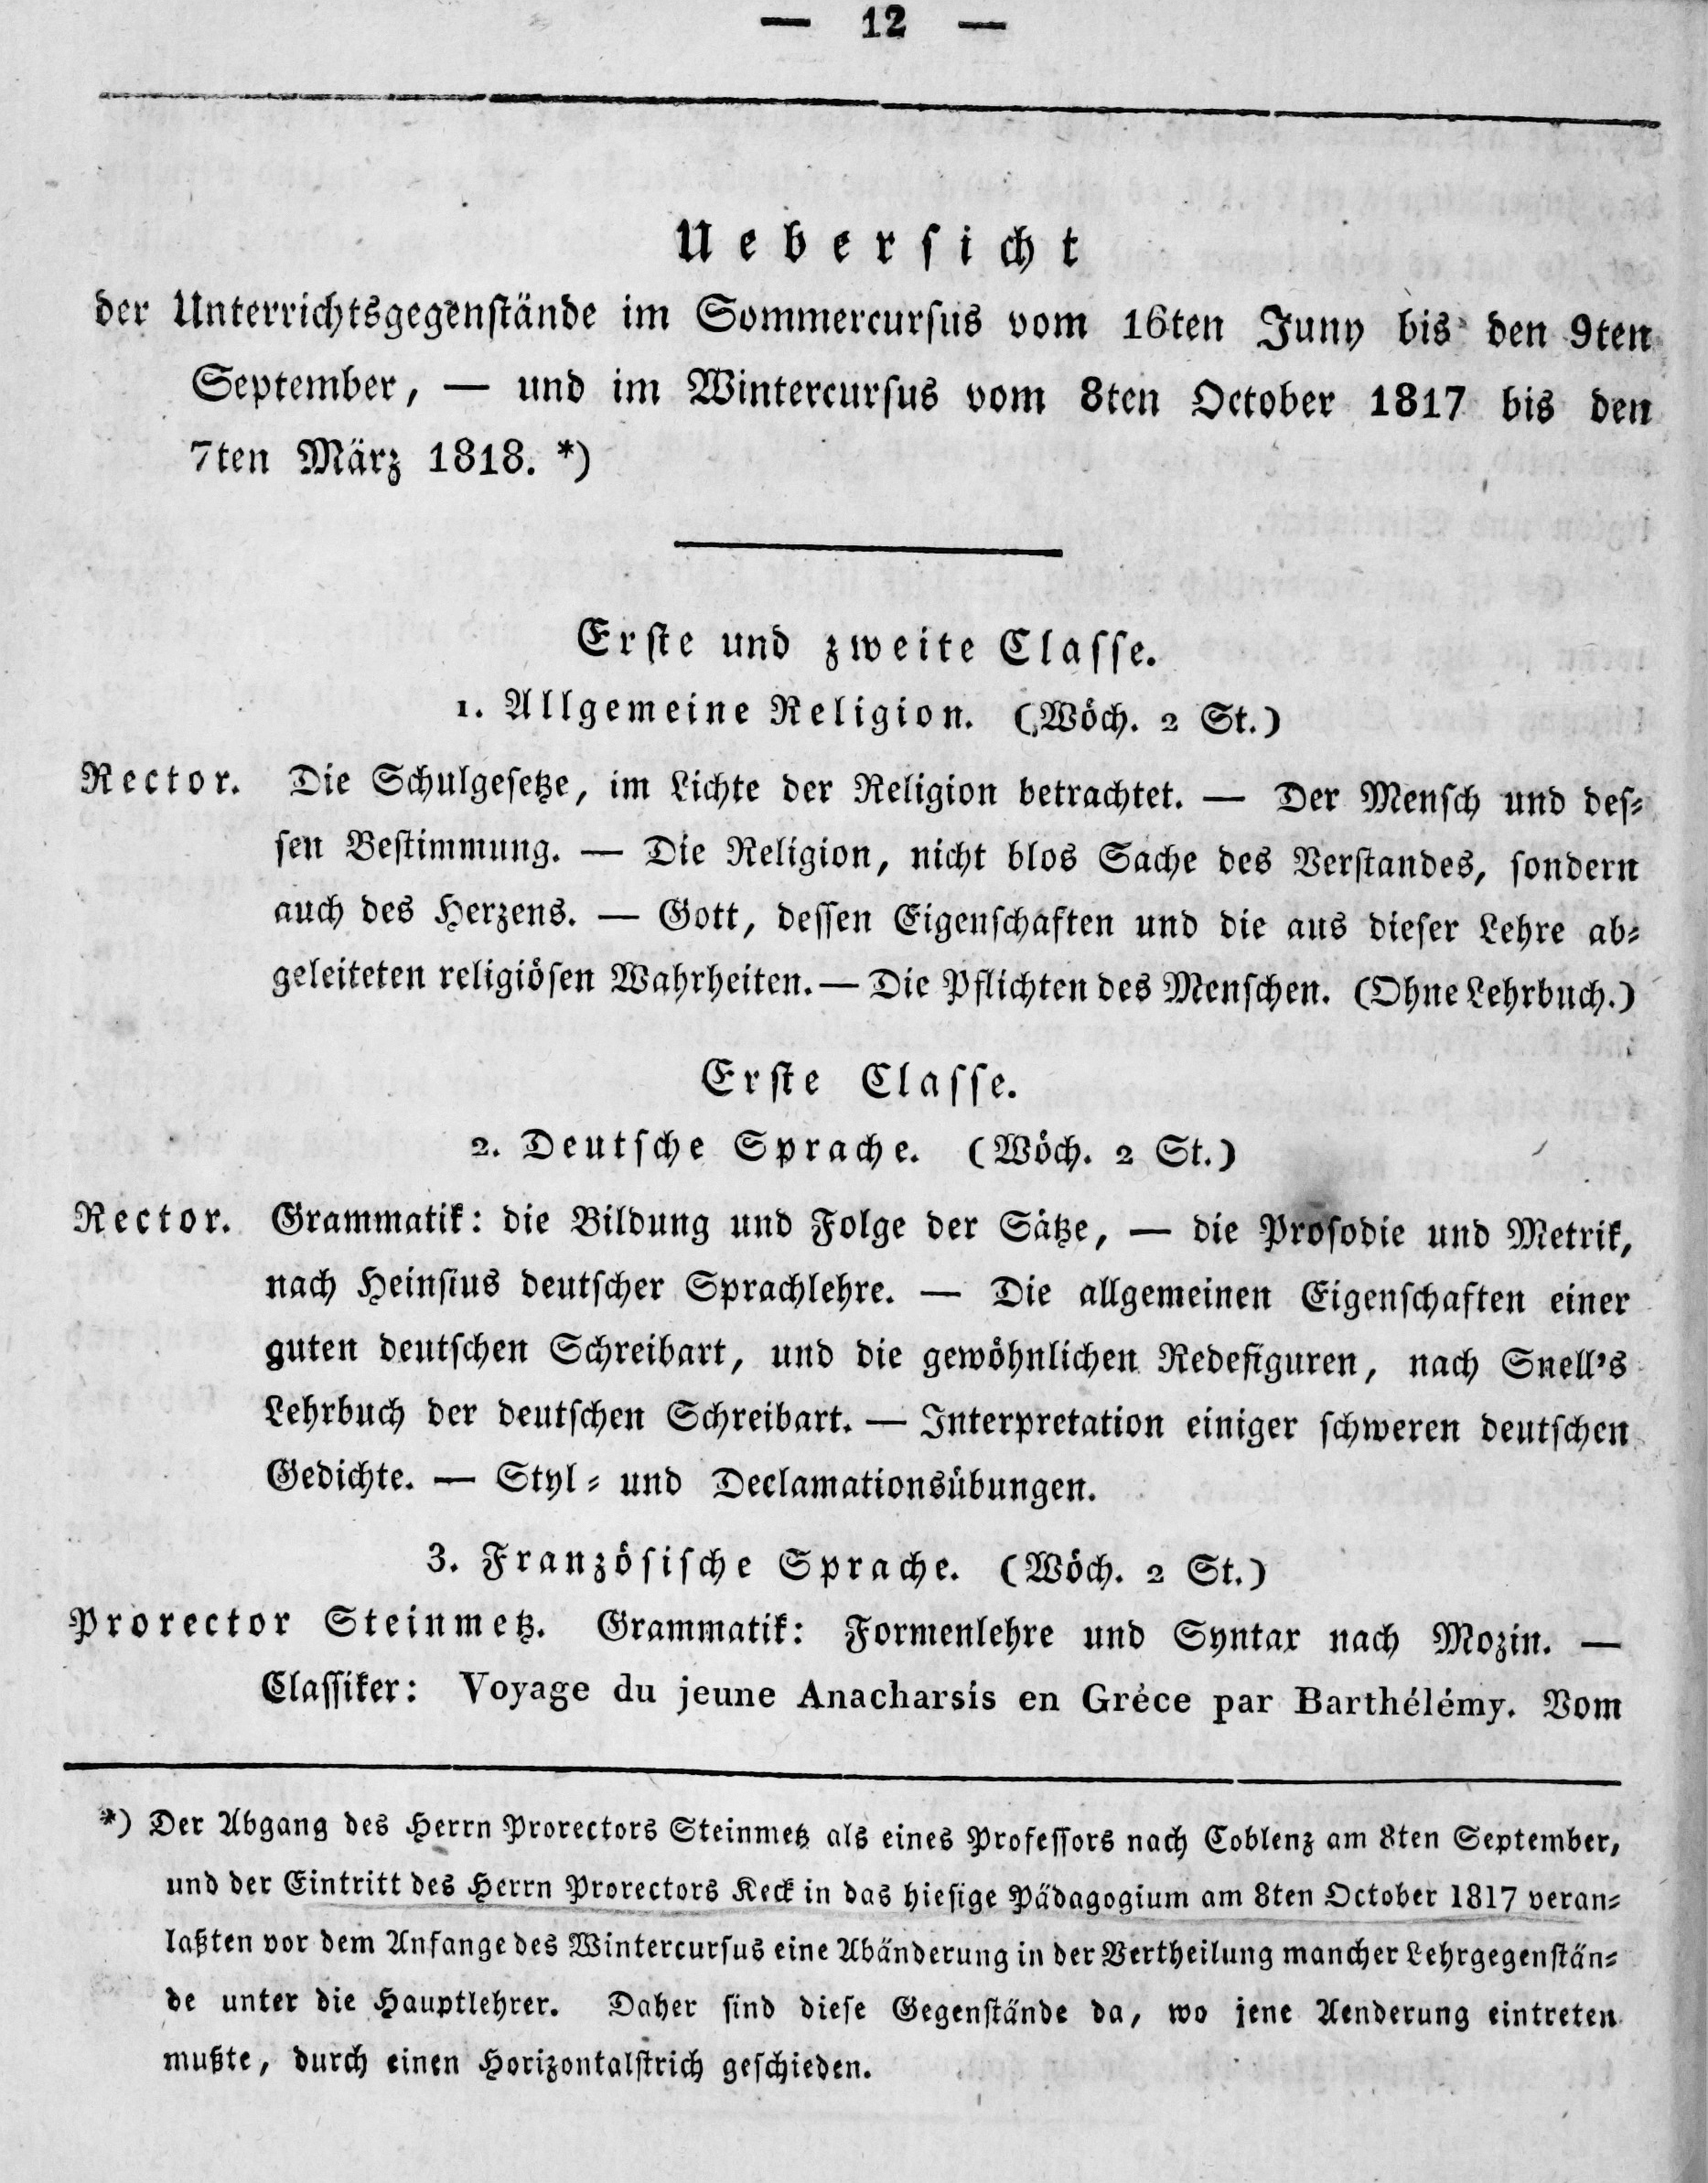 — 12 —
Uebersicht
der Unterrichtsgegenstände im Sommercursus vom 16ten Juny bis den 9ten
September, — und im Wintercursus vom 8ten October 1817 bis den
7ten März 1818. *)
Erste und zweite Classe.
1. Allgemeine Religion. (Wöch. 2 St.)
Rector. Die Schulgesetze, im Lichte der Religion betrachtet. — Der Mensch und des-
sen Bestimmung. — Die Religion, nicht blos Sache des Verstandes, sondern
auch des Herzens. — Gott, dessen Eigenschaften und die aus dieser Lehre ab-
geleiteten religiösen Wahrheiten. — Die Pflichten des Menschen. (Ohne Lehrbuch.)
Erste Classe.
2. Deutsche Sprache. (Wöch. 2 St.)
Rector. Grammatik: die Bildung und Folge der Sätze, — die Prosodie und Metrik,
nach Heinsius deutscher Sprachlehre. — Die allgemeinen Eigenschaften einer
guten deutschen Schreibart, und die gewöhnlichen Redefiguren, nach Snell's
Lehrbuch der deutschen Schreibart. — Interpretation einiger schweren deutschen
Gedichte. — Styl- und Declamationsübungen.
3. Französische Sprache. (Wöch. 2 St.)
Prorector Steinmetz. Grammatik: Formenlehre und Syntax nach Mozin. —
Classiker: Voyage du jeune Anacharsis en Gréce par Barthélémy. Vom
*) Der Abgang des Herrn Prorectors Steinmetz als eines Professors nach Coblenz am 8ten September,
und der Eintritt des Herrn Prorectors Keck in das hiesige Pädagogium am 8ten October 1817 veran-
laßten vor dem Anfange des Wintercursus eine Abänderung in der Vertheilung mancher Lehrgegenstän-
de unter die Hauptlehrer. Daher sind diese Gegenstände da, wo jene Aenderung eintreten
mußte, durch einen Horizontalstrich geschieden.